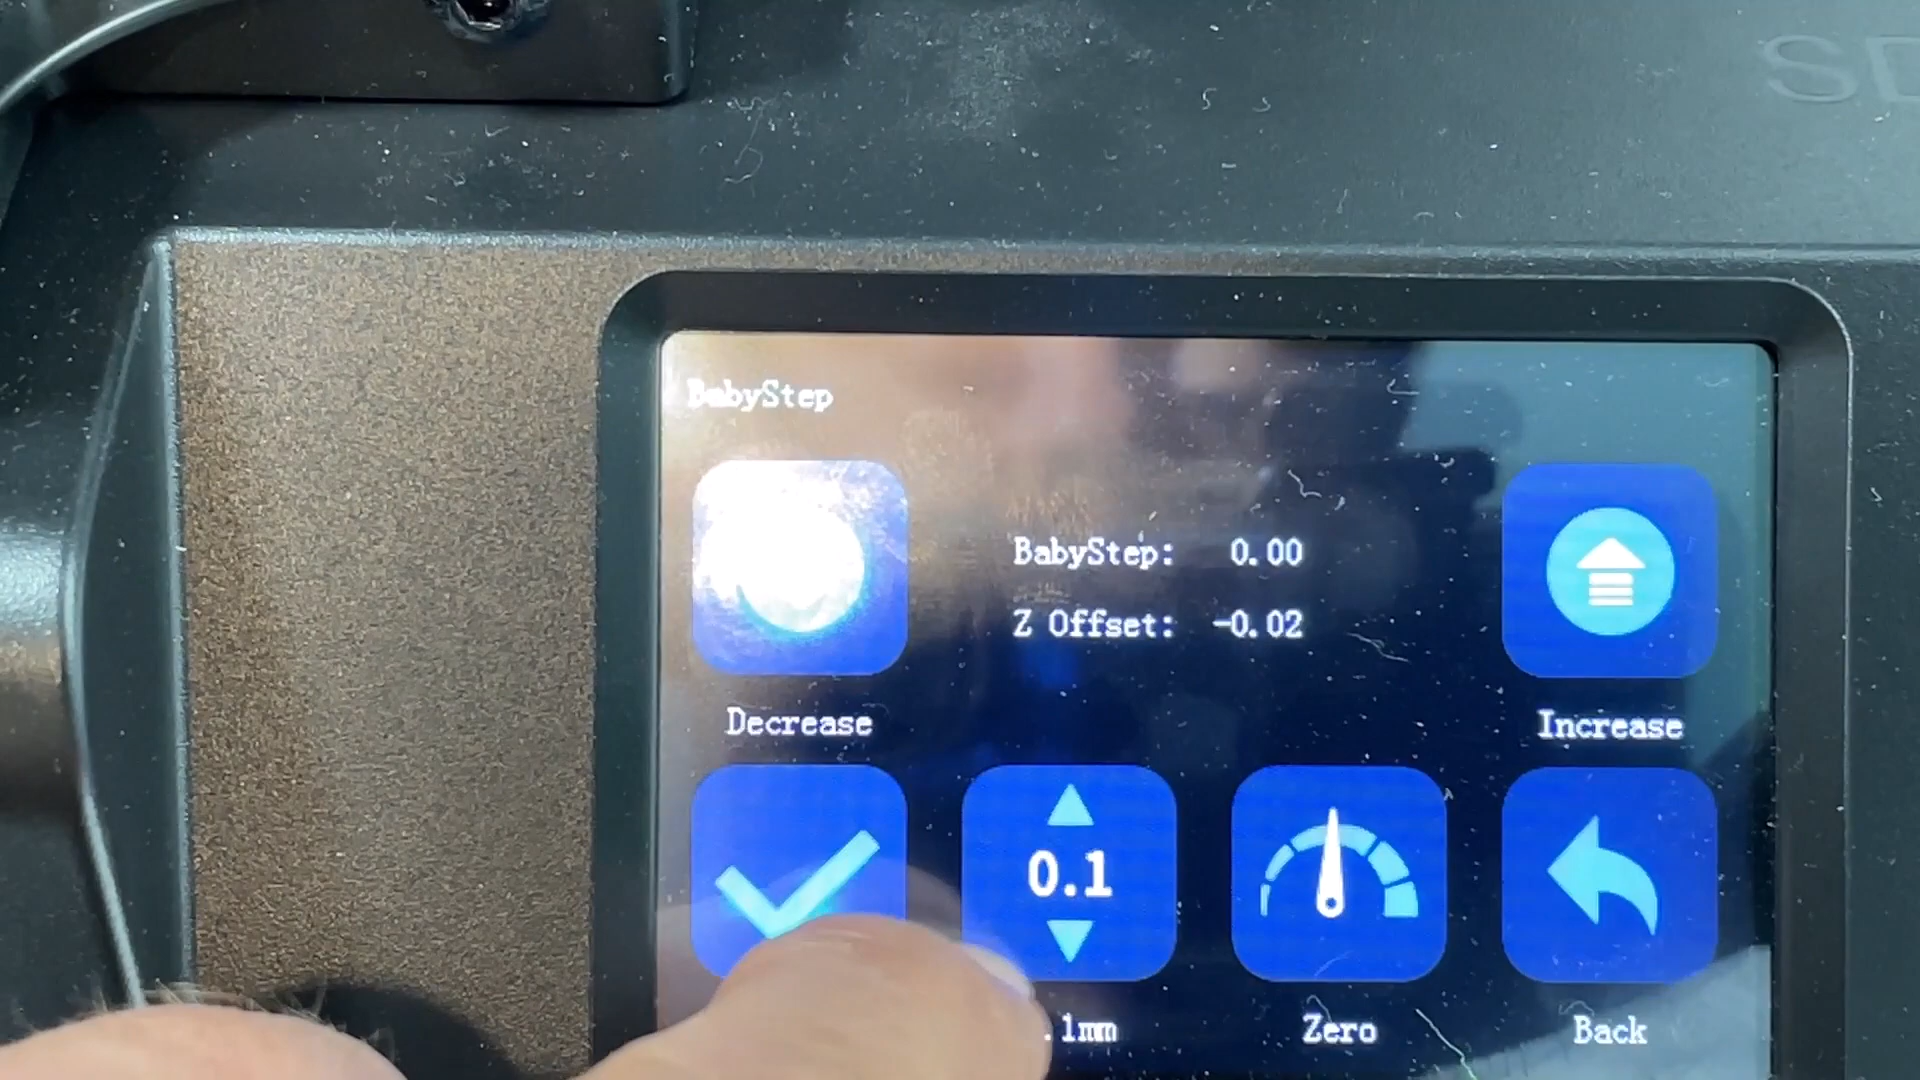 BabyStep
BabyStep: 0.00
Z Offset: -0.02
Decrease
Increase
0.1
.1mm
Zero
Back